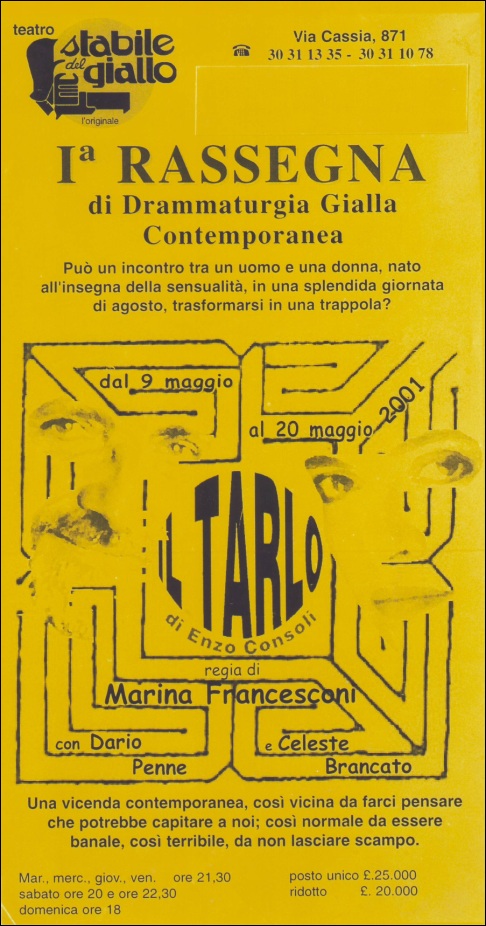 teatro
stabile
del
giallo
l'originale
Via Cassia, 871
☎ 30 31 13 35 - 30 31 10 78
Iª RASSEGNA
di Drammaturgia Gialla
Contemporanea
Può un incontro tra un uomo e una donna, nato
all'insegna della sensualità, in una splendida giornata
di agosto, trasformarsi in una trappola?
dal 9 maggio
al 20 maggio 2001
IL TARLO
di Enzo Consoli
regia di
Marina Francesconi
con Dario
Penne
e Celeste
Brancato
Una vicenda contemporanea, così vicina da farci pensare
che potrebbe capitare a noi; così normale da essere
banale, così terribile, da non lasciare scampo.
Mar., merc., giov., ven. ore 21,30
sabato ore 20 e ore 22,30
domenica ore 18
posto unico £.25.000
ridotto £. 20.000